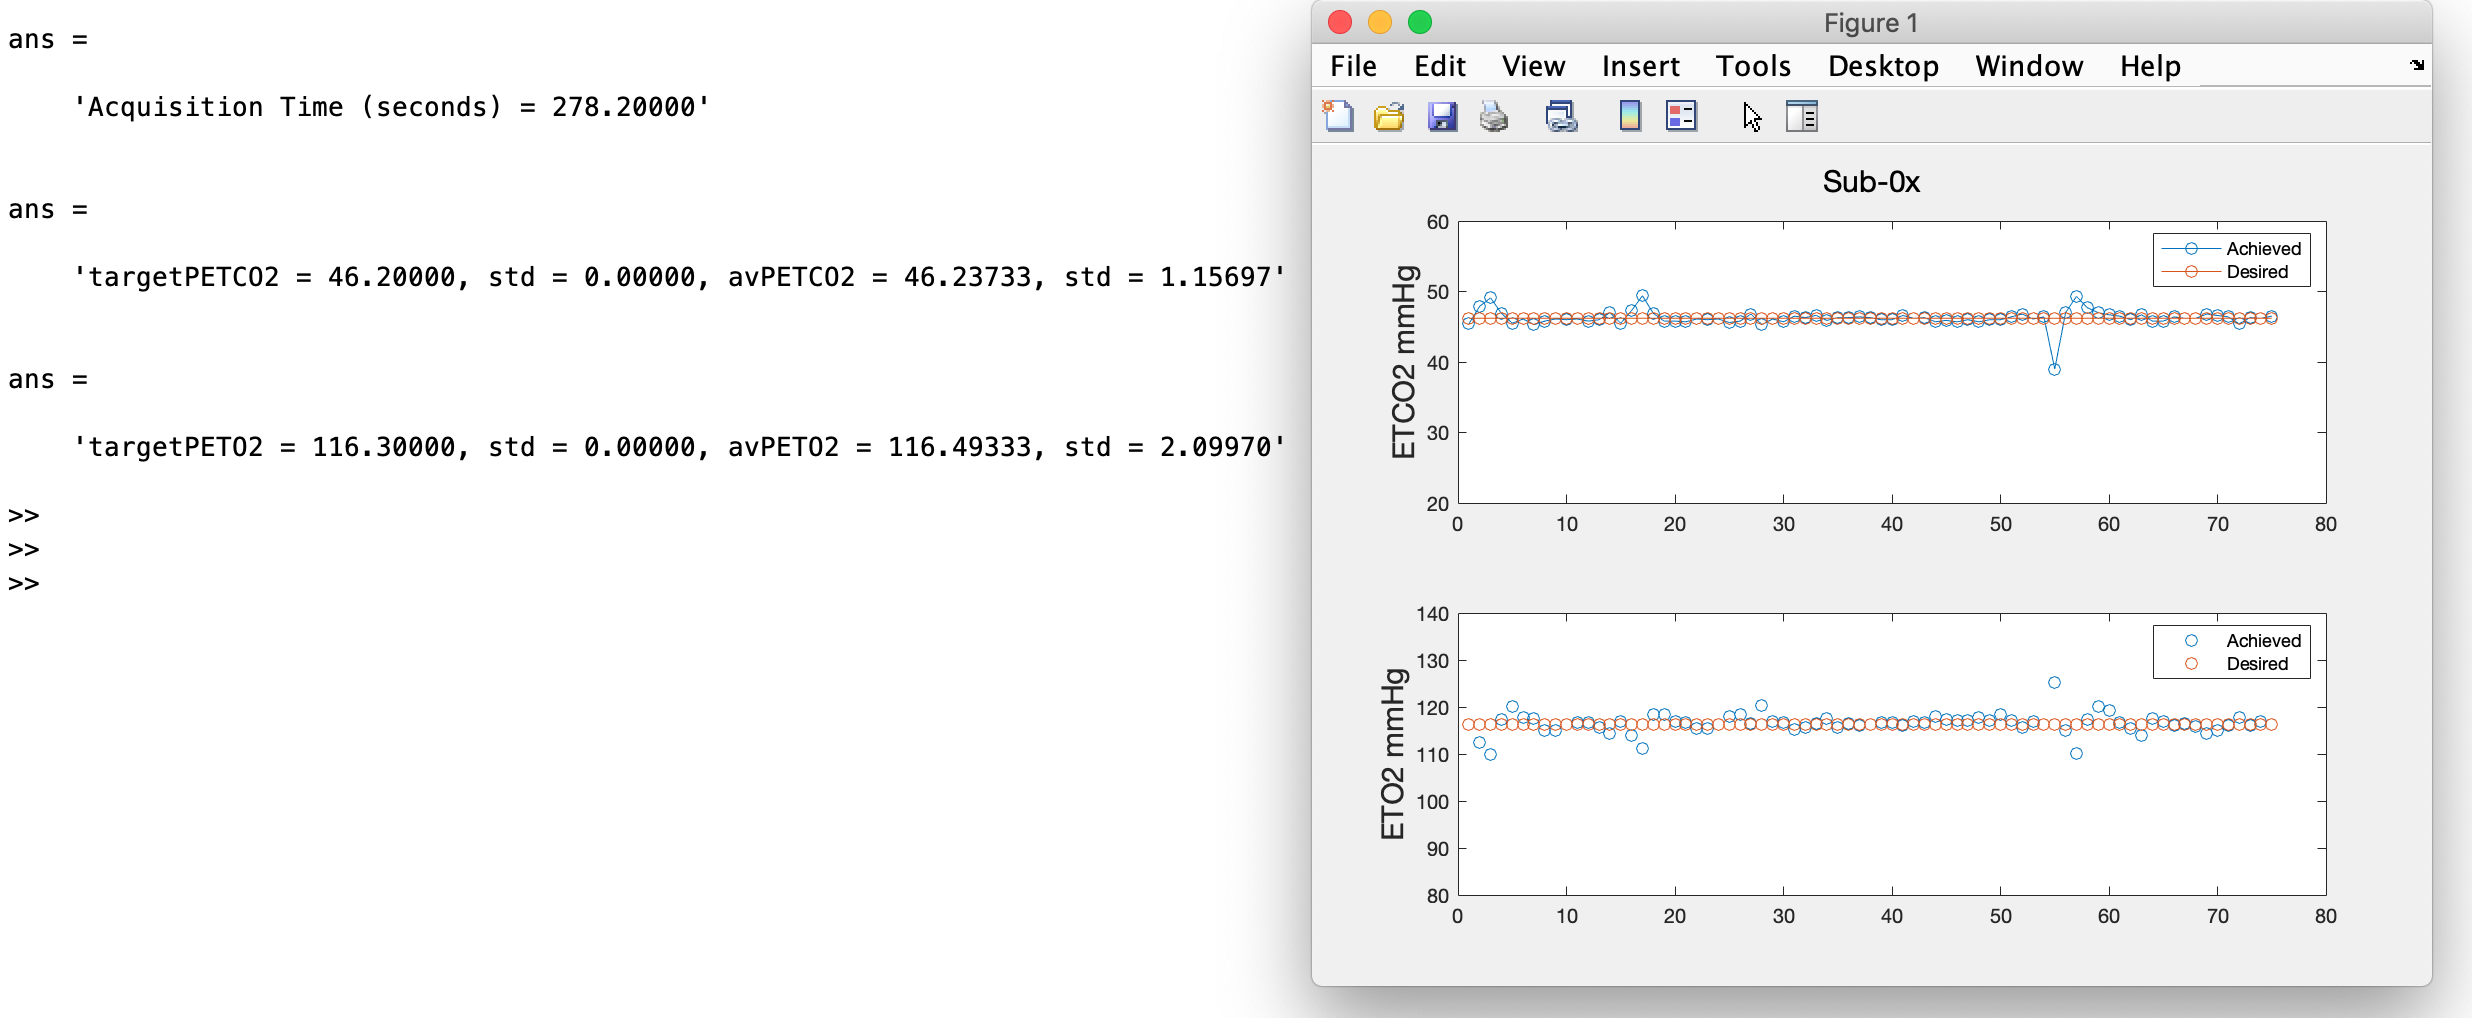 ans =
'Acquisition Time (seconds) = 278.20000'
ans =
'targetPETCO2 = 46.20000, std = 0.00000, avPETCO2 = 46.23733, std = 1.15697'
ans =
'targetPETO2 = 116.30000, std = 0.00000, avPETO2 = 116.49333, std = 2.09970'
>>
>>
>>
Figure 1
File Edit View Insert Tools Desktop Window Help
Sub-0x
ETCO2 mmHg
60
50
40
30
20
0 10 20 30 40 50 60 70 80
Achieved
Desired
ETO2 mmHg
140
130
120
110
100
90
80
0 10 20 30 40 50 60 70 80
Achieved
Desired